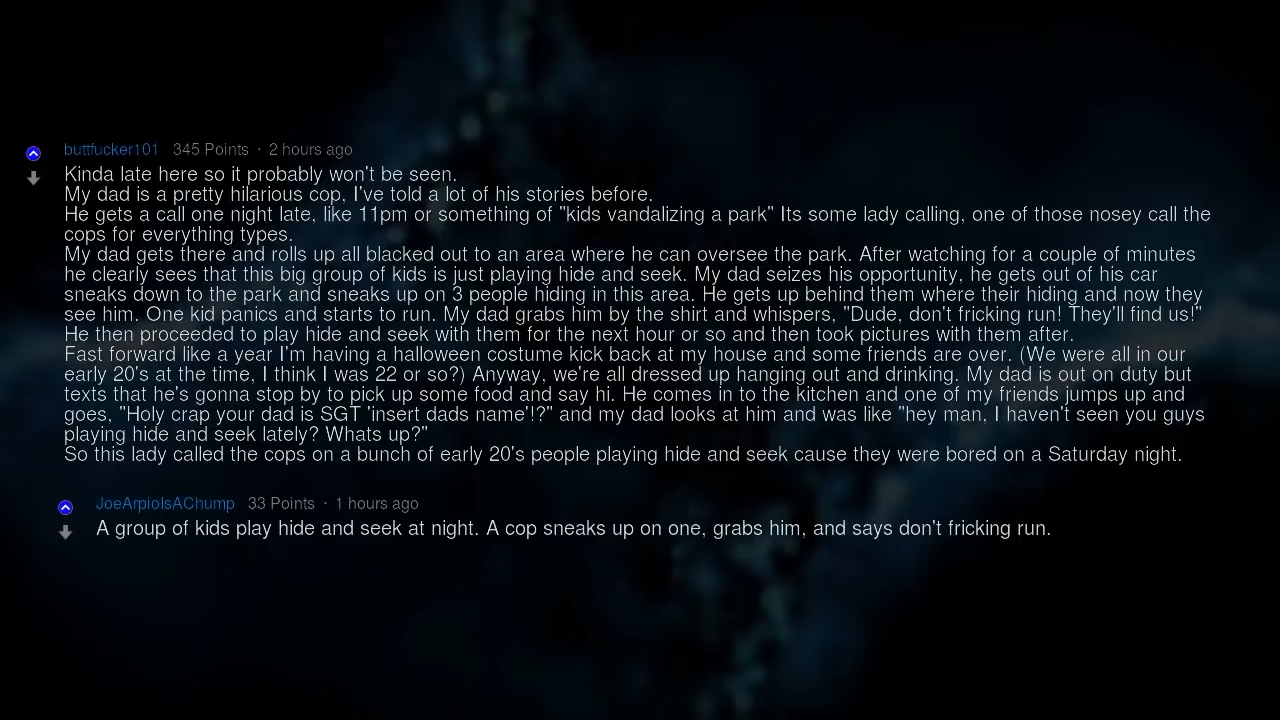 buttfucker101 345 Points · 2 hours ago
Kinda late here so it probably won't be seen.
My dad is a pretty hilarious cop, I've told a lot of his stories before.
He gets a call one night late, like 11pm or something of "kids vandalizing a park" Its some lady calling, one of those nosey call the
cops for everything types.
My dad gets there and rolls up all blacked out to an area where he can oversee the park. After watching for a couple of minutes
he clearly sees that this big group of kids is just playing hide and seek. My dad seizes his opportunity, he gets out of his car
sneaks down to the park and sneaks up on 3 people hiding in this area. He gets up behind them where their hiding and now they
see him. One kid panics and starts to run. My dad grabs him by the shirt and whispers, "Dude, don't fricking run! They'll find us!"
He then proceeded to play hide and seek with them for the next hour or so and then took pictures with them after.
Fast forward like a year I'm having a halloween costume kick back at my house and some friends are over. (We were all in our
early 20's at the time, I think I was 22 or so?) Anyway, we're all dressed up hanging out and drinking. My dad is out on duty but
texts that he's gonna stop by to pick up some food and say hi. He comes in to the kitchen and one of my friends jumps up and
goes, "Holy crap your dad is SGT 'insert dads name'!?" and my dad looks at him and was like "hey man, I haven't seen you guys
playing hide and seek lately? Whats up?"
So this lady called the cops on a bunch of early 20's people playing hide and seek cause they were bored on a Saturday night.
JoeArpioIsAChump 33 Points · 1 hours ago
A group of kids play hide and seek at night. A cop sneaks up on one, grabs him, and says don't fricking run.